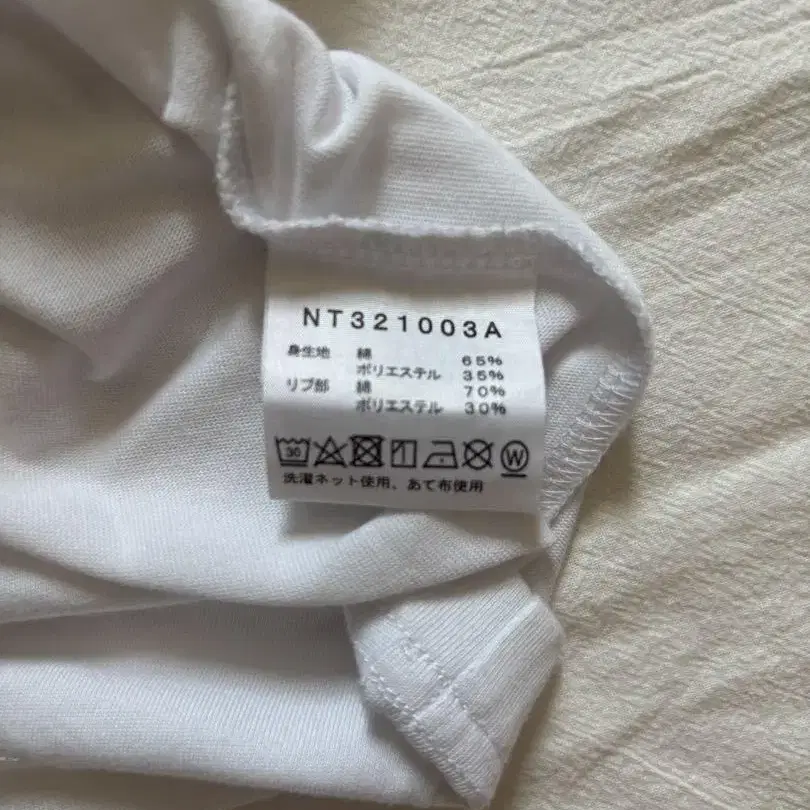 NT321003A
身生地 綿 65%
ポリエステル 35%
リブ部 綿 70%
ポリエステル 30%
30 W
洗濯ネット使用、あて布使用